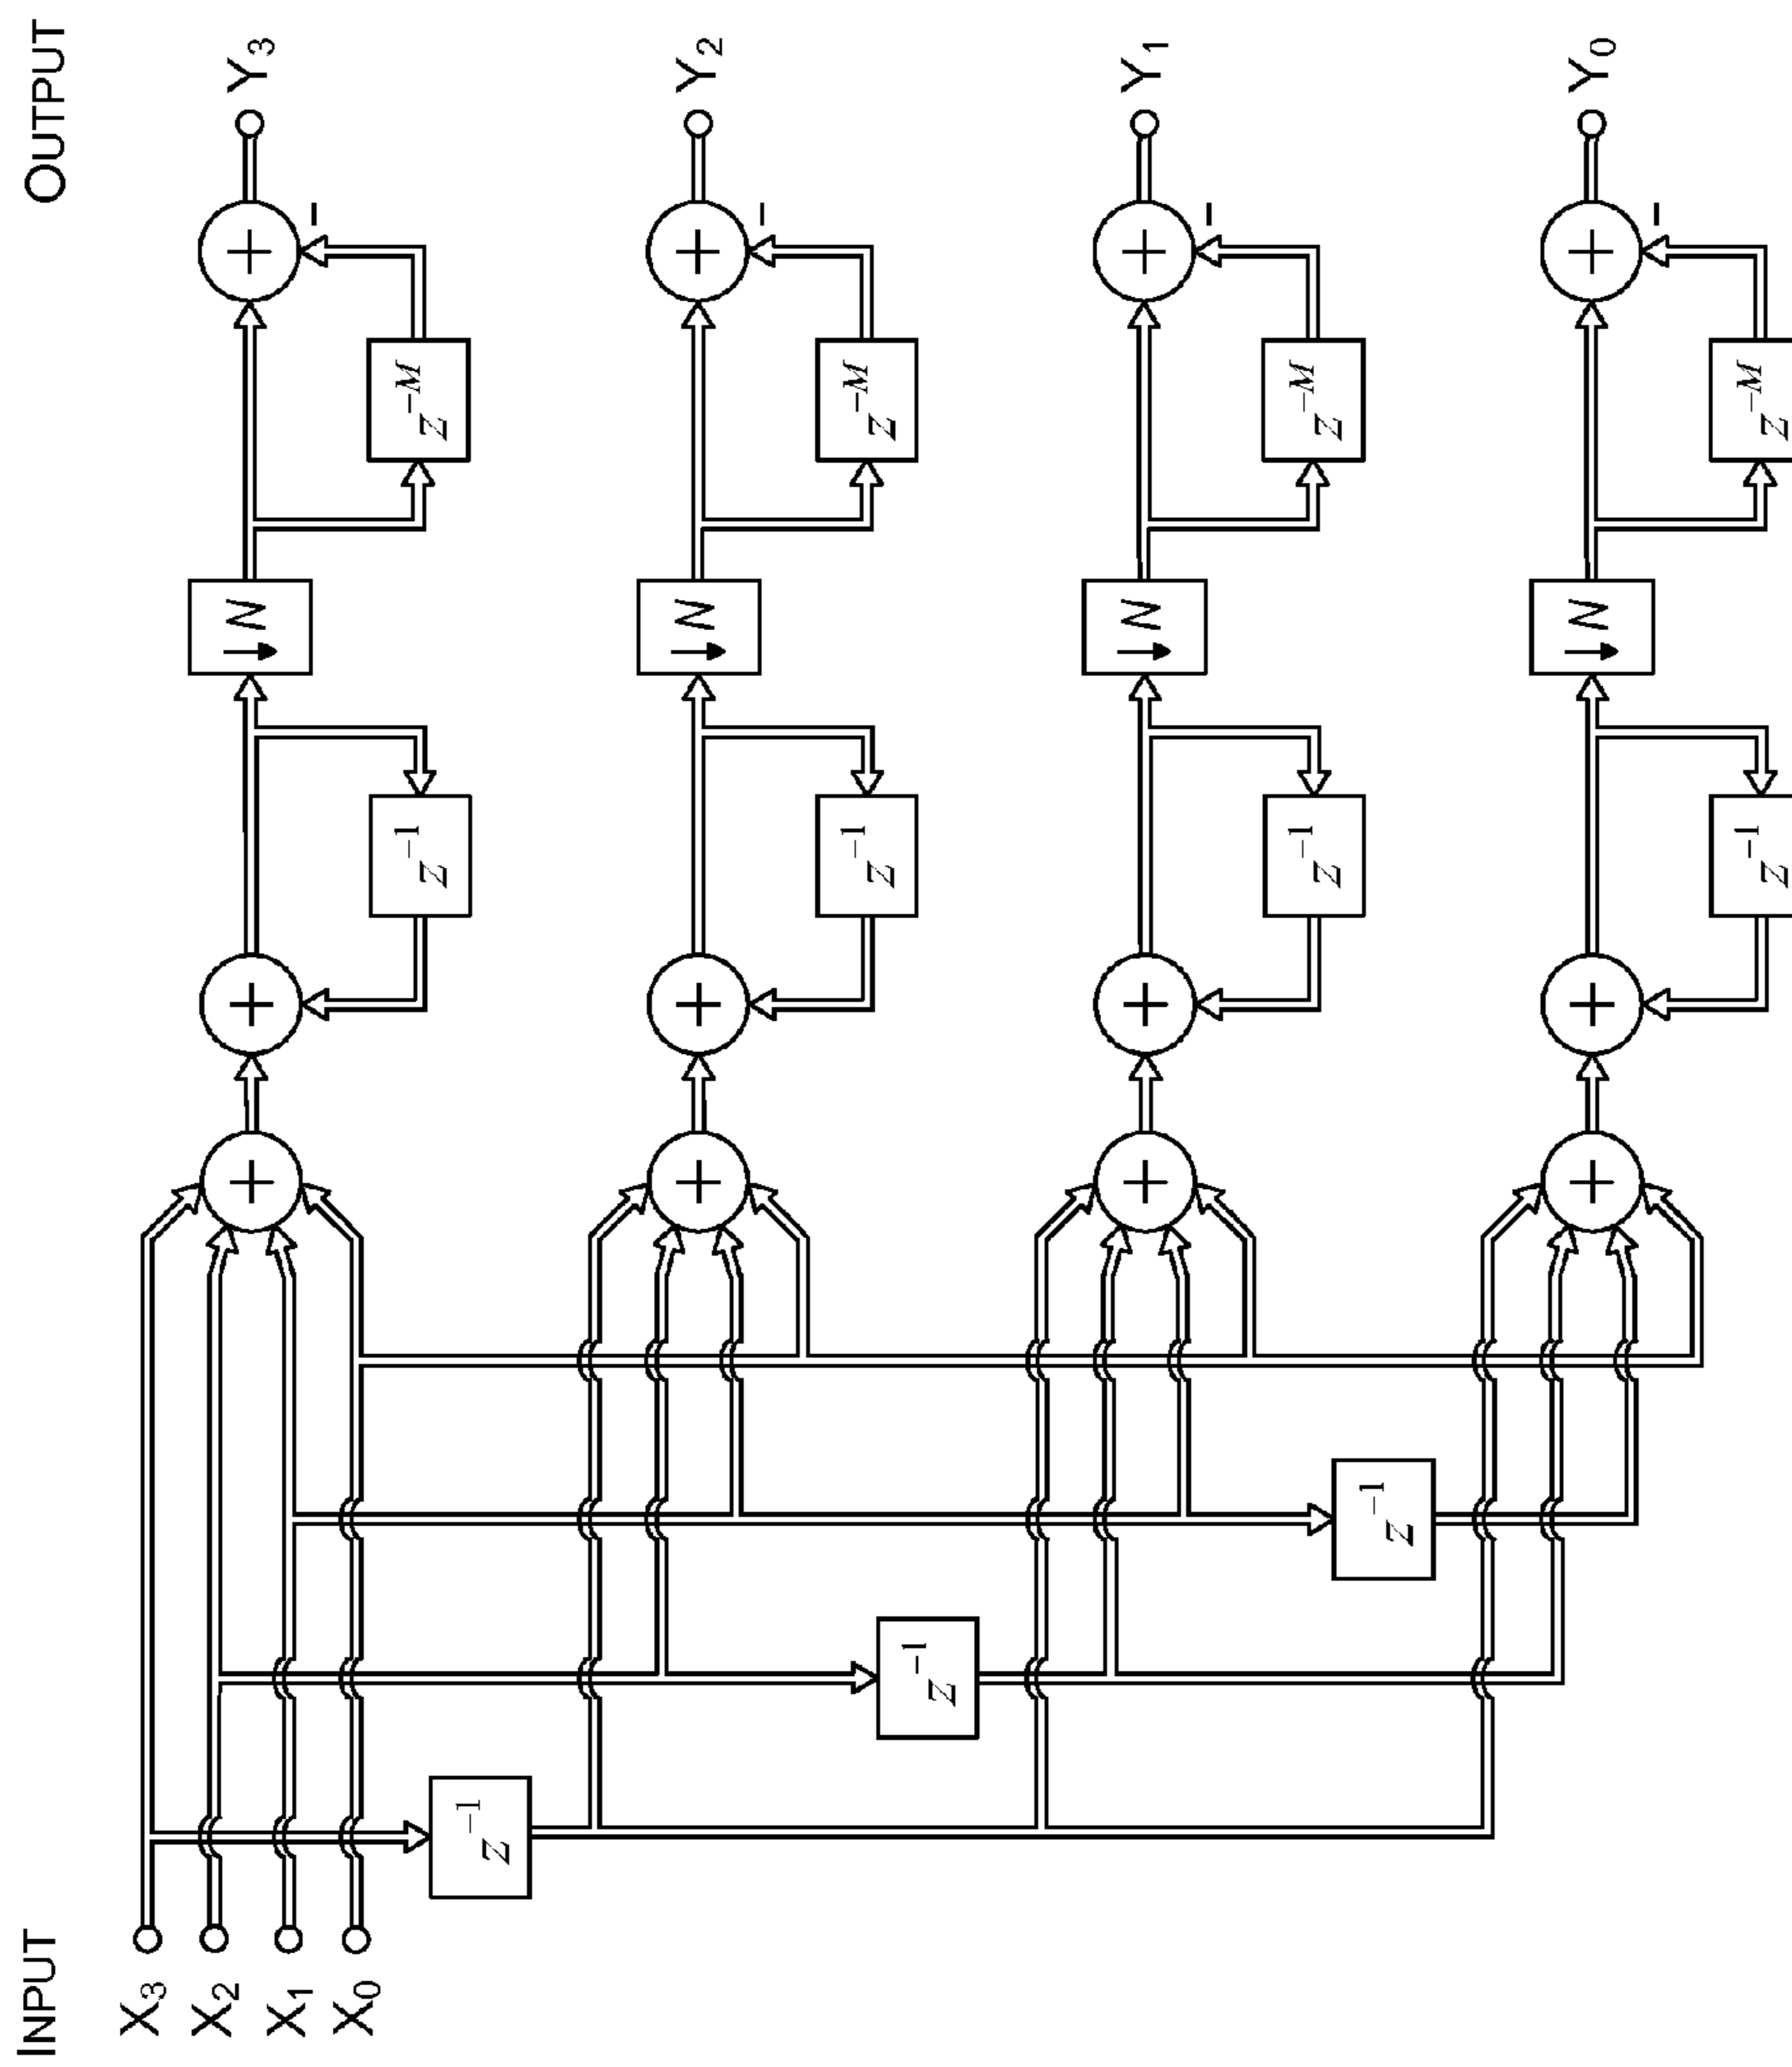 INPUT
OUTPUT
X₃
X₂
X₁
X₀
z⁻¹
z⁻¹
z⁻¹
+
+
z⁻¹
↓N
z⁻ᴹ
+
−
Y₃
+
+
z⁻¹
↓N
z⁻ᴹ
+
−
Y₂
+
+
z⁻¹
↓N
z⁻ᴹ
+
−
Y₁
+
+
z⁻¹
↓N
z⁻ᴹ
+
−
Y₀